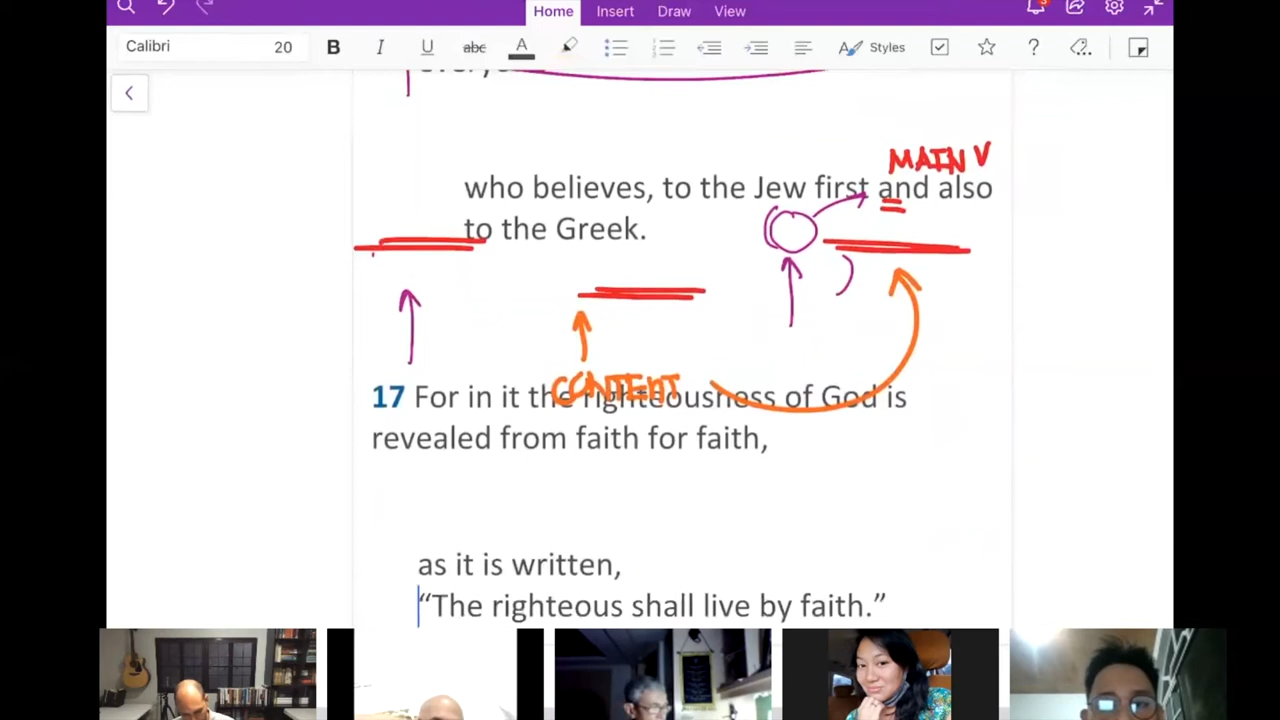 Home Insert Draw View
Calibri 20 B I U abc A Styles ?
MAIN V
who believes, to the Jew first and also
to the Greek.
CONTENT
17 For in it the righteousness of God is
revealed from faith for faith,
as it is written,
“The righteous shall live by faith.”